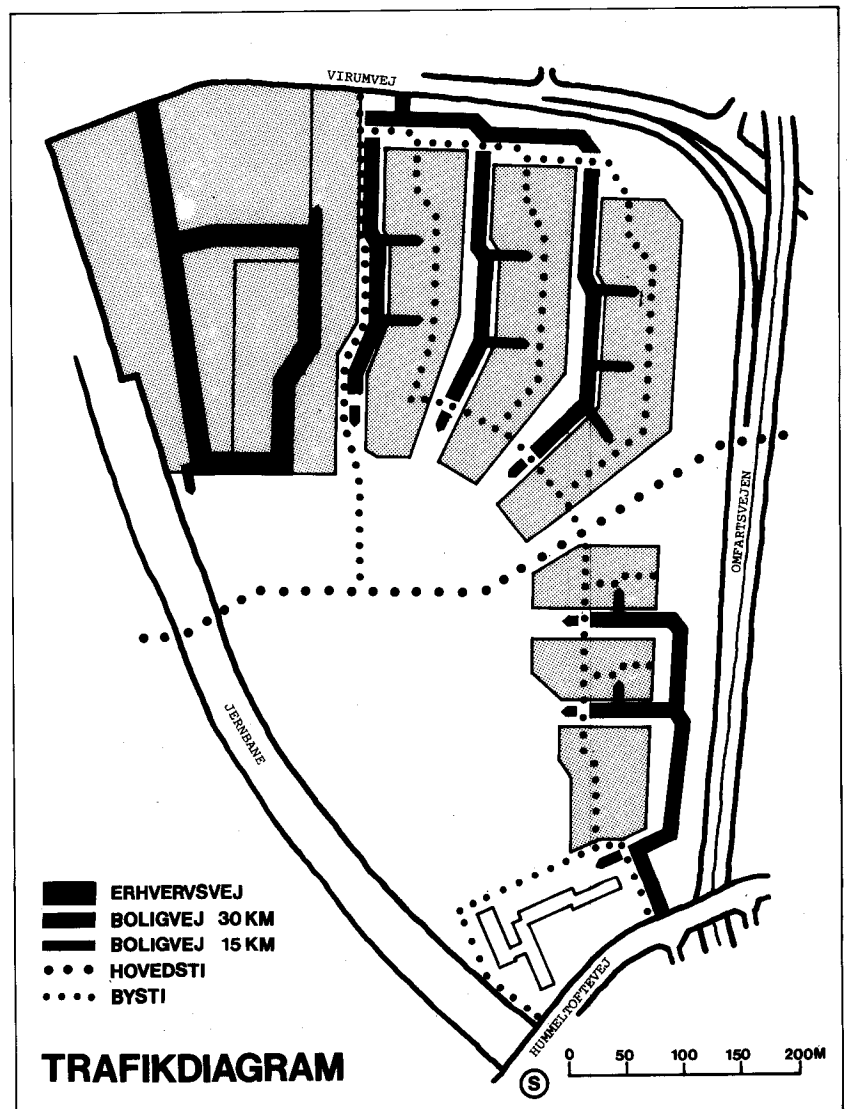 VIRUMVEJ
OMFARTSVEJEN
JERNBANE
ERHVERVSVEJ
BOLIGVEJ 30 KM
BOLIGVEJ 15 KM
HOVEDSTI
BYSTI
HUMMELTOFTEVEJ
TRAFIKDIAGRAM
S
0 50 100 150 200M